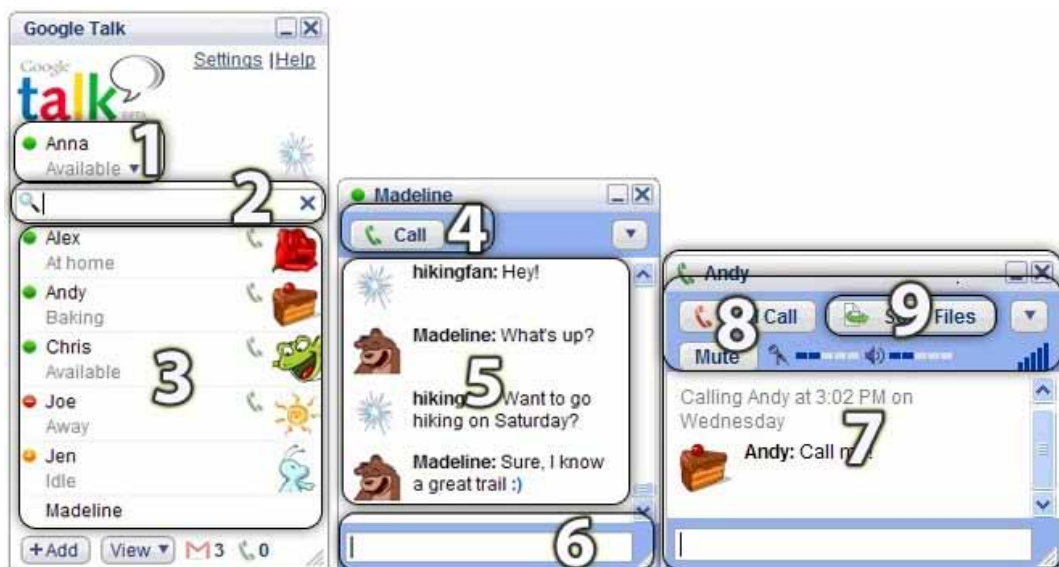 Google Talk
Settings | Help
Google
talk
BETA
Anna
1
Available
2
Alex
At home
Andy
Baking
Chris
Available
3
Joe
Away
Jen
Idle
Madeline
+Add View 3 0
Madeline
Call
4
hikingfan: Hey!
Madeline: What's up?
5
Want to go
hiking on Saturday?
Madeline: Sure, I know
a great trail :)
6
Andy
8 Call
9 Files
Mute
Calling Andy at 3:02 PM on
Wednesday
7
Andy: Call